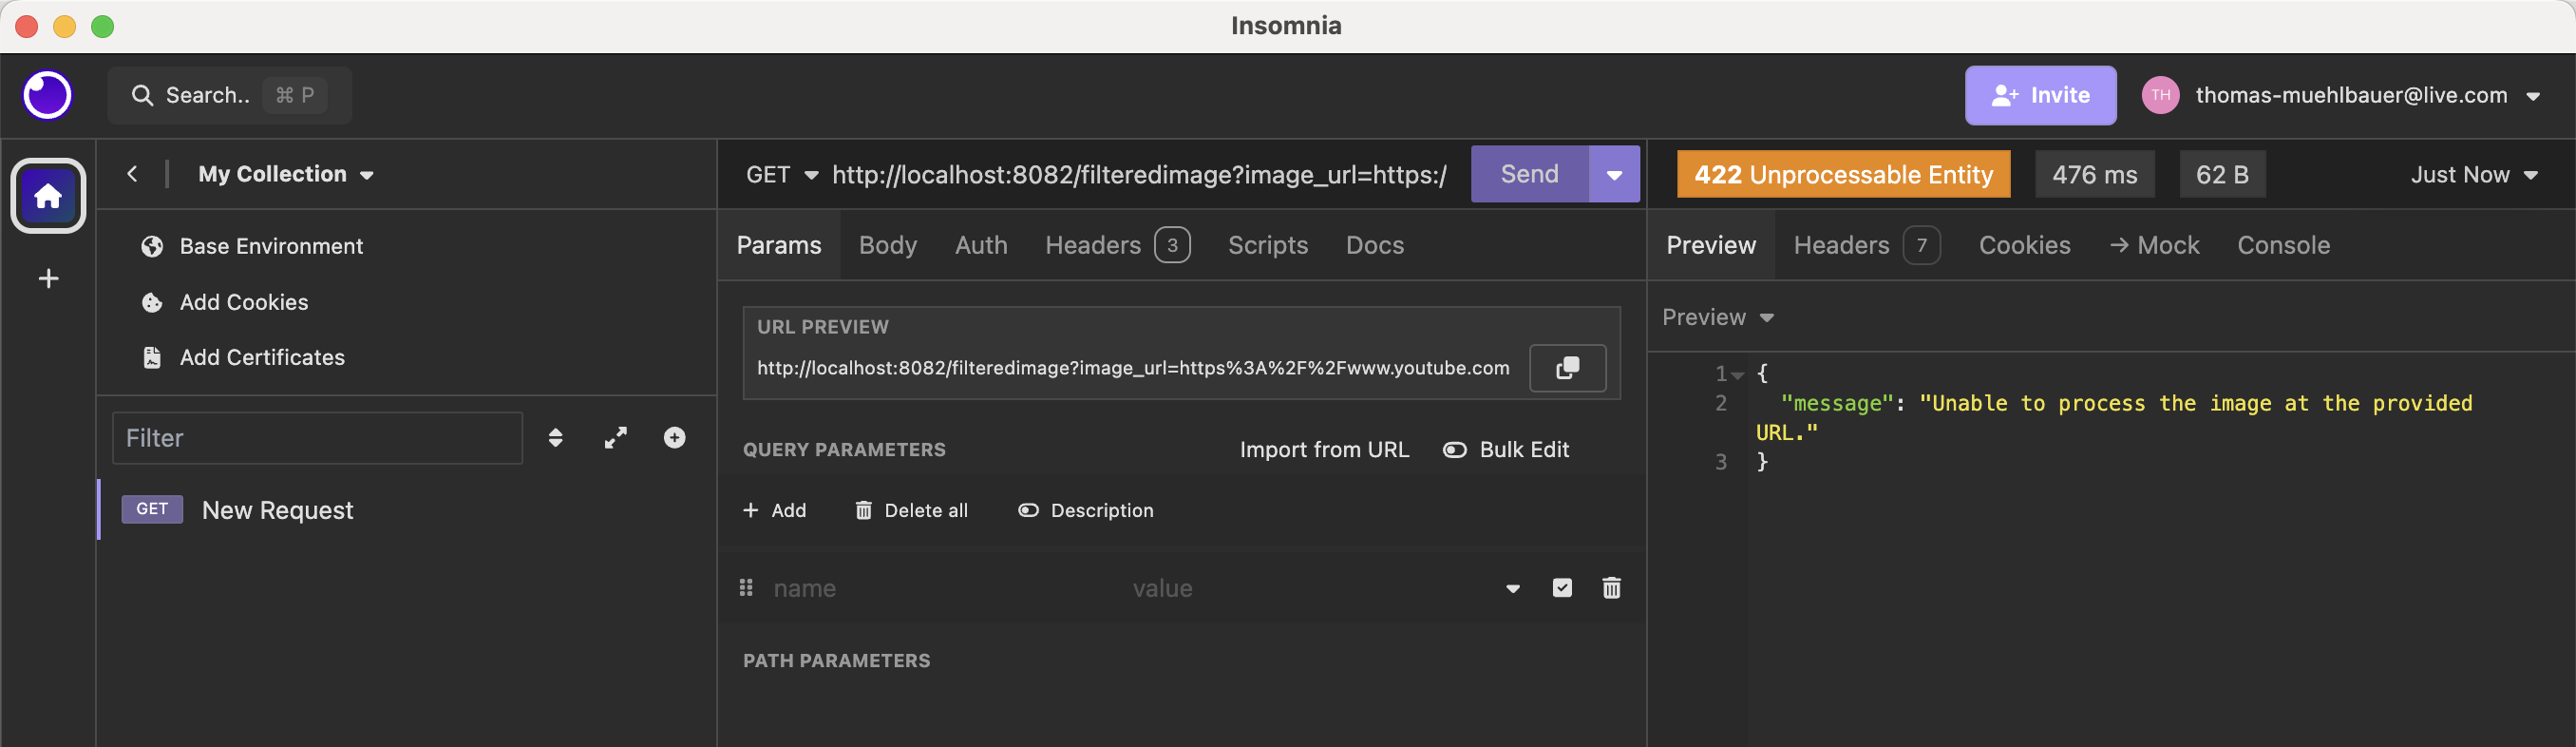 Insomnia
Search.. ⌘ P
Invite
TH
thomas-muehlbauer@live.com
My Collection
GET http://localhost:8082/filteredimage?image_url=https:/
Send
422 Unprocessable Entity
476 ms
62 B
Just Now
Base Environment
Add Cookies
Add Certificates
Filter
GET New Request
Params Body Auth Headers 3 Scripts Docs
URL PREVIEW
http://localhost:8082/filteredimage?image_url=https%3A%2F%2Fwww.youtube.com
QUERY PARAMETERS Import from URL Bulk Edit
+ Add Delete all Description
name value
PATH PARAMETERS
Preview Headers 7 Cookies → Mock Console
Preview
1 {
2 "message": "Unable to process the image at the provided
URL."
3 }